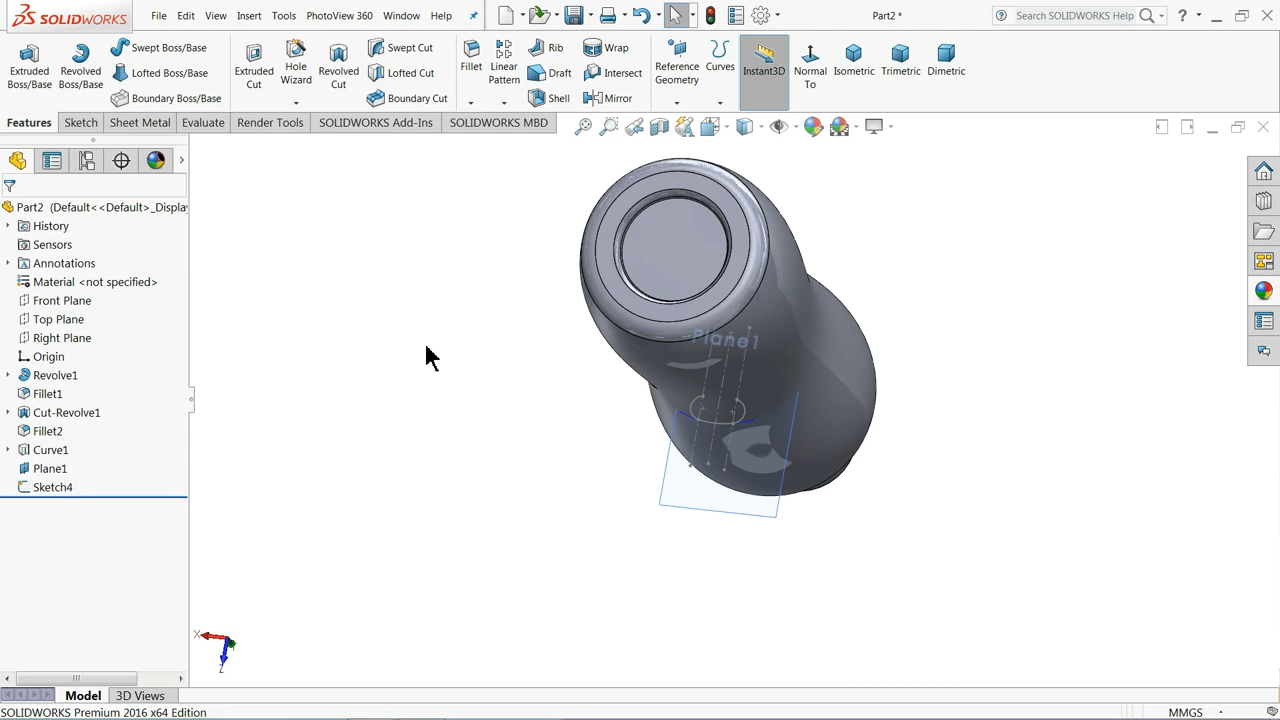 SOLIDWORKS File Edit View Insert Tools PhotoView 360 Window Help Part2 * Search SOLIDWORKS Help
Extruded Boss/Base Revolved Boss/Base Swept Boss/Base Lofted Boss/Base Boundary Boss/Base Extruded Cut Hole Wizard Revolved Cut Swept Cut Lofted Cut Boundary Cut Fillet Linear Pattern Rib Draft Shell Wrap Intersect Mirror Reference Geometry Curves Instant3D Normal To Isometric Trimetric Dimetric
Features Sketch Sheet Metal Evaluate Render Tools SOLIDWORKS Add-Ins SOLIDWORKS MBD
Part2 (Default<<Default>_Displa
History
Sensors
Annotations
Material <not specified>
Front Plane
Top Plane
Right Plane
Origin
Revolve1
Fillet1
Cut-Revolve1
Fillet2
Curve1
Plane1
Sketch4
Plane1
X
Z
Model 3D Views
SOLIDWORKS Premium 2016 x64 Edition MMGS